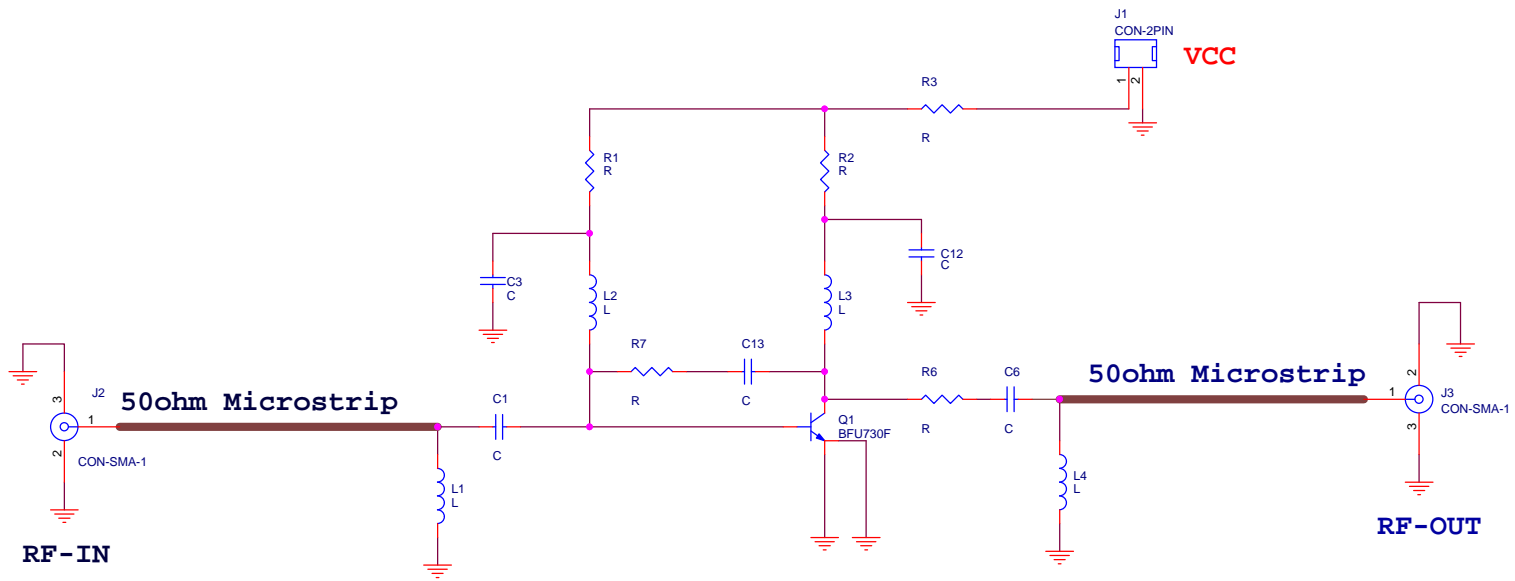 J1
CON-2PIN
VCC
1
2
R3
R
R1
R
R2
R
C3
C
C12
C
L2
L
L3
L
R7
R
C13
C
J2
3
1
2
50ohm Microstrip
CON-SMA-1
RF-IN
C1
C
L1
L
Q1
BFU730F
R6
R
C6
C
50ohm Microstrip
L4
L
2
1
3
J3
CON-SMA-1
RF-OUT